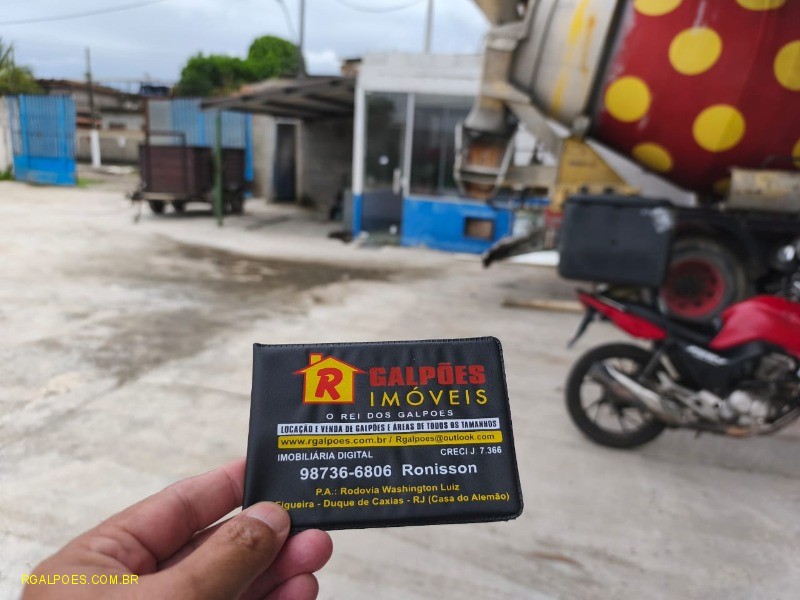 R GALPÕES
IMÓVEIS
O REI DOS GALPOES
LOCAÇÃO E VENDA DE GALPÕES E ÁREAS DE TODOS OS TAMANHOS
www.rgalpoes.com.br / Rgalpoes@outlook.com
IMOBILIÁRIA DIGITAL CRECI J. 7.366
98736-6806 Ronisson
P.A.: Rodovia Washington Luiz
Figueira - Duque de Caxias - RJ (Casa do Alemão)
RGALPOES.COM.BR